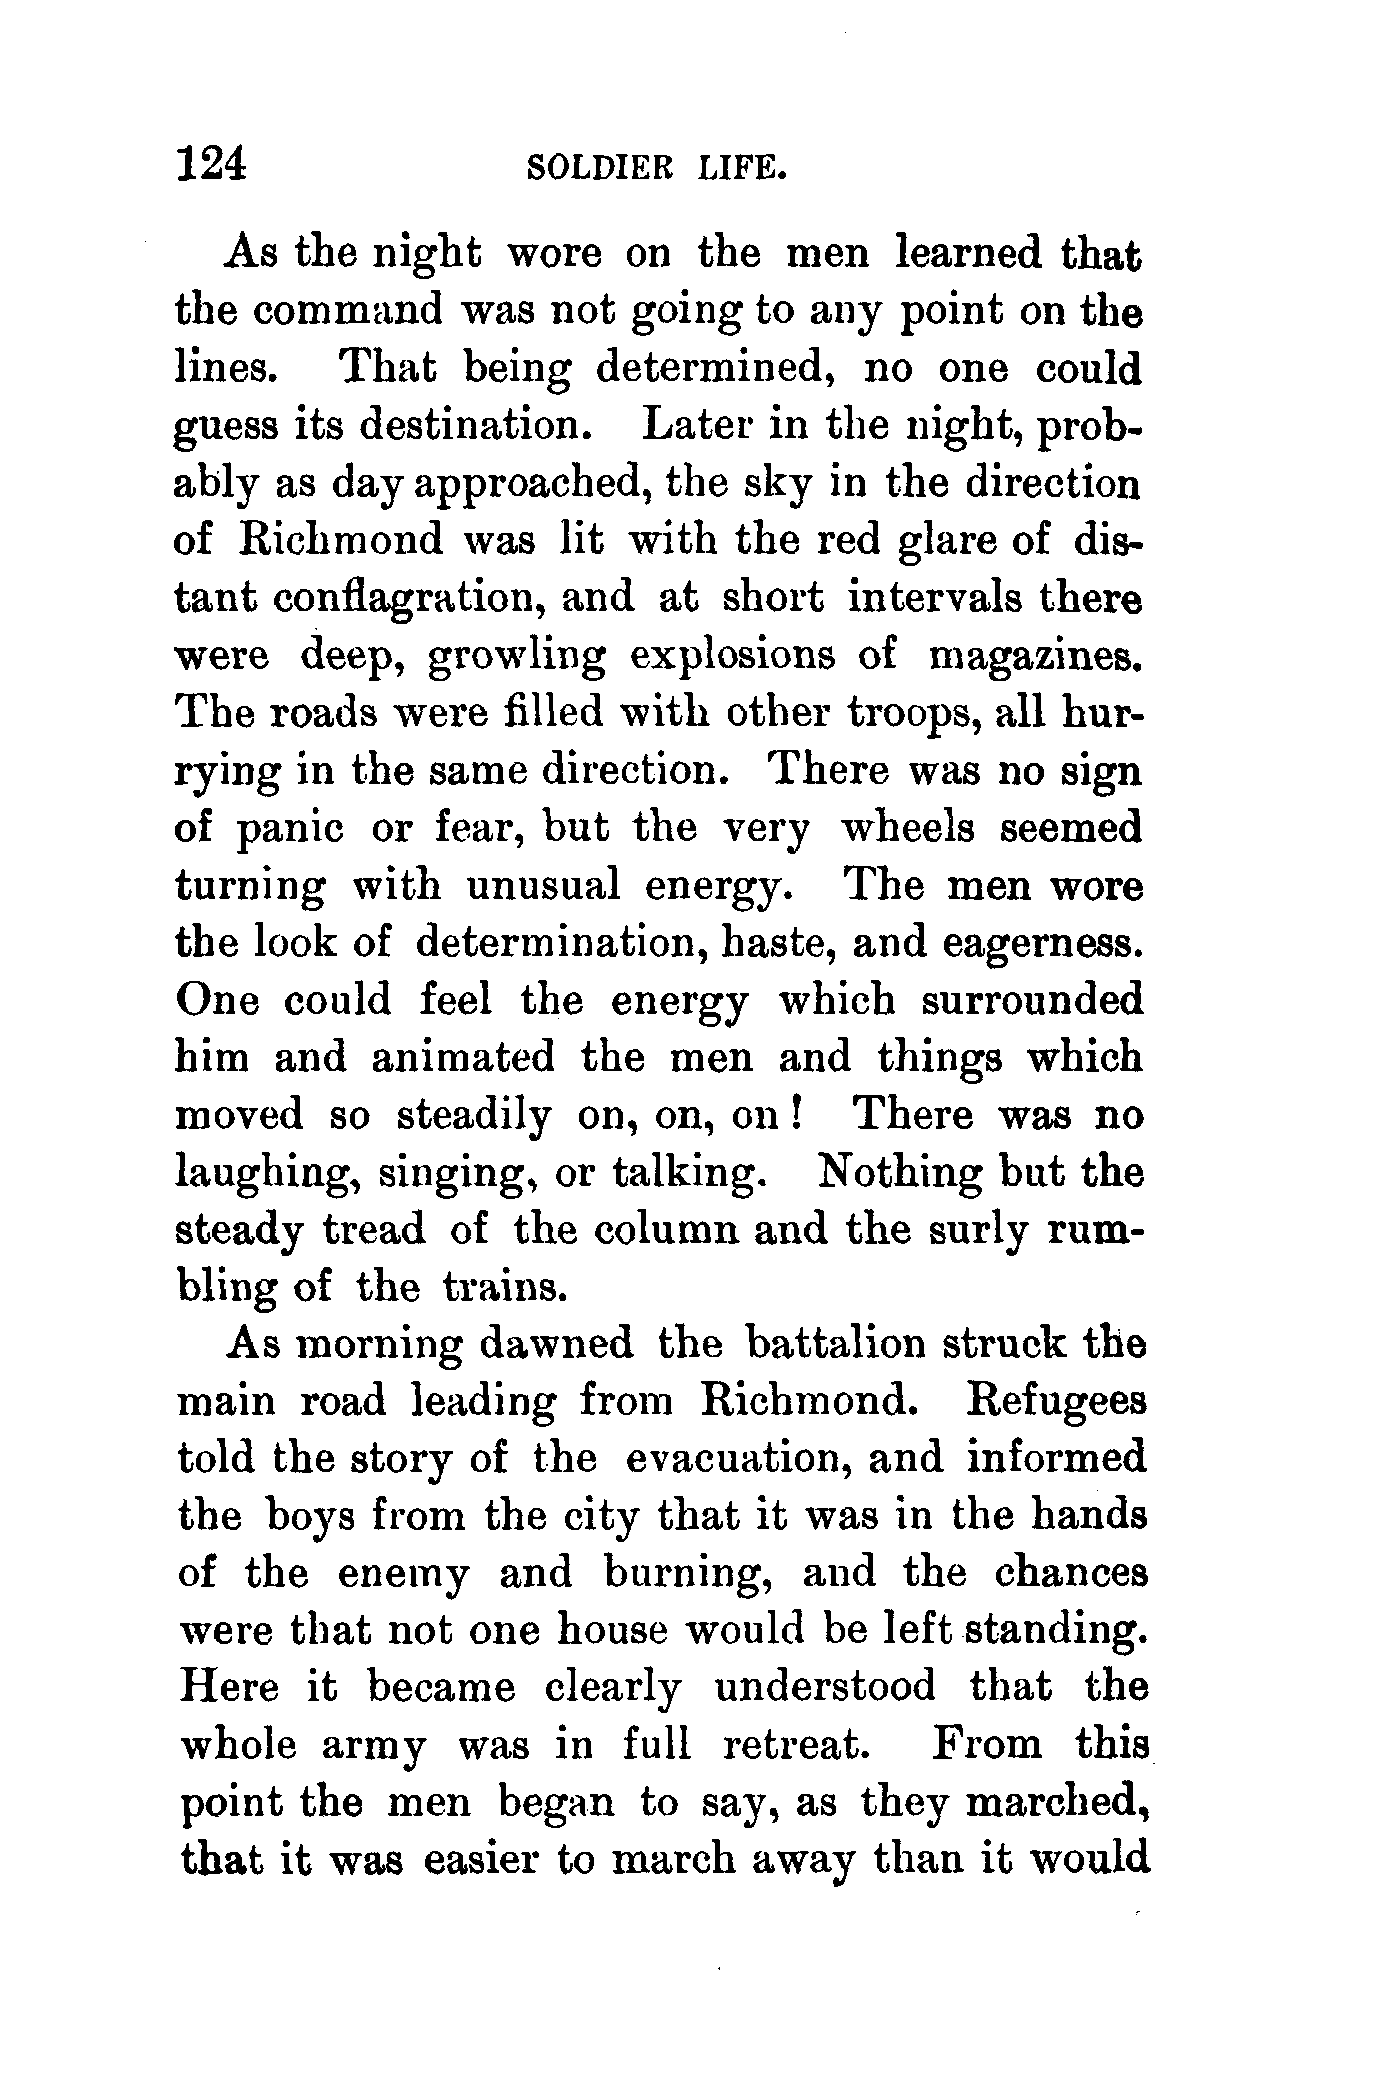 124 SOLDIER LIFE.
As the night wore on the men learned that
the command was not going to any point on the
lines. That being determined, no one could
guess its destination. Later in the night, prob-
ably as day approached, the sky in the direction
of Richmond was lit with the red glare of dis-
tant conflagration, and at short intervals there
were deep, growling explosions of magazines.
The roads were filled with other troops, all hur-
rying in the same direction. There was no sign
of panic or fear, but the very wheels seemed
turning with unusual energy. The men wore
the look of determination, haste, and eagerness.
One could feel the energy which surrounded
him and animated the men and things which
moved so steadily on, on, on! There was no
laughing, singing, or talking. Nothing but the
steady tread of the column and the surly rum-
bling of the trains.
As morning dawned the battalion struck the
main road leading from Richmond. Refugees
told the story of the evacuation, and informed
the boys from the city that it was in the hands
of the enemy and burning, and the chances
were that not one house would be left standing.
Here it became clearly understood that the
whole army was in full retreat. From this
point the men began to say, as they marched,
that it was easier to march away than it would